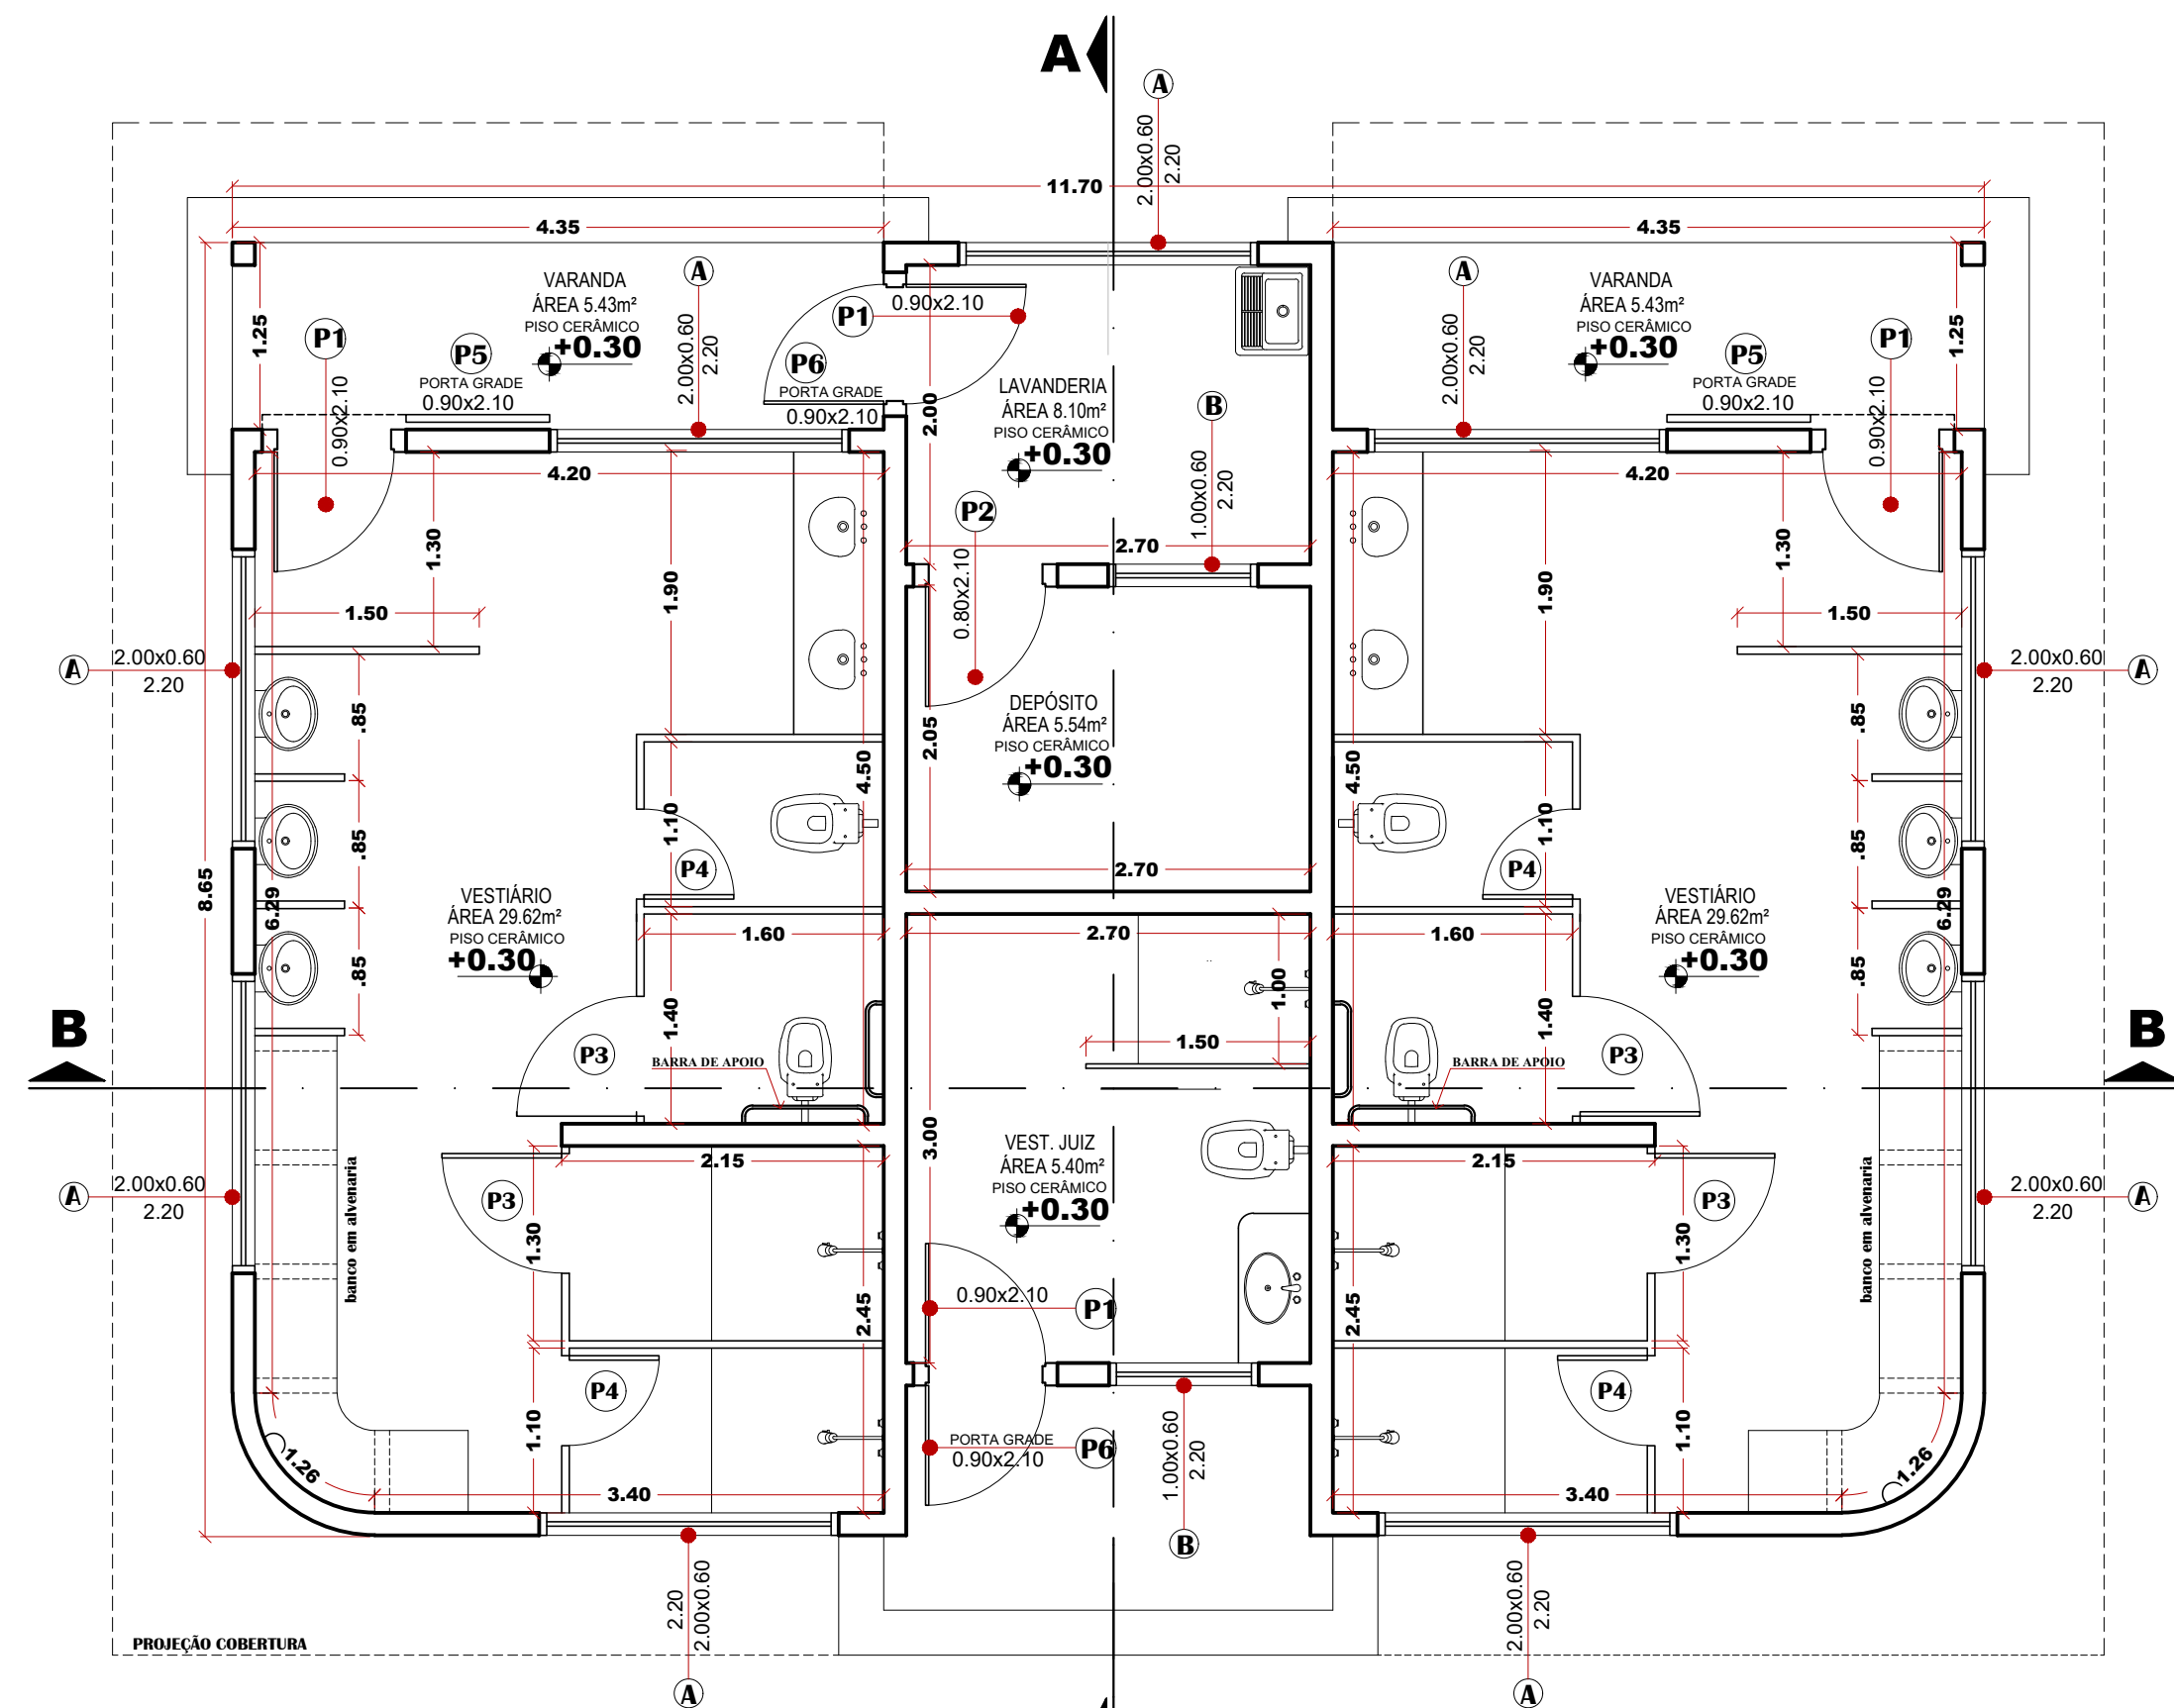 A
A
2.00x0.60
2.20
11.70
4.35
4.35
VARANDA
ÁREA 5.43m²
PISO CERÂMICO
+0.30
A
2.00x0.60
2.20
P1
0.90x2.10
P5
PORTA GRADE
0.90x2.10
1.25
P1
0.90x2.10
P6
PORTA GRADE
0.90x2.10
LAVANDERIA
ÁREA 8.10m²
PISO CERÂMICO
+0.30
2.00
A
2.00x0.60
2.20
VARANDA
ÁREA 5.43m²
PISO CERÂMICO
+0.30
P5
PORTA GRADE
0.90x2.10
P1
0.90x2.10
1.25
B
1.00x0.60
2.20
4.20
4.20
P2
0.80x2.10
2.70
1.30
1.90
1.90
1.30
1.50
1.50
A
2.00x0.60
2.20
2.00x0.60
2.20
A
.85
.85
.85
DEPÓSITO
ÁREA 5.54m²
PISO CERÂMICO
+0.30
2.05
4.50
4.50
.85
.85
.85
1.10
1.10
P4
P4
2.70
8.65
6.29
6.29
VESTIÁRIO
ÁREA 29.62m²
PISO CERÂMICO
+0.30
VESTIÁRIO
ÁREA 29.62m²
PISO CERÂMICO
+0.30
1.60
2.70
1.60
1.00
1.40
1.40
B
B
P3
BARRA DE APOIO
1.50
BARRA DE APOIO
P3
3.00
VEST. JUIZ
ÁREA 5.40m²
PISO CERÂMICO
+0.30
2.15
2.15
A
2.00x0.60
2.20
2.00x0.60
2.20
A
banco em alvenaria
banco em alvenaria
P3
P3
1.30
1.30
2.45
2.45
0.90x2.10
P1
P4
P4
1.10
1.10
PORTA GRADE
0.90x2.10
P6
1.00x0.60
2.20
B
1.26
1.26
3.40
3.40
2.20
2.00x0.60
A
2.00x0.60
2.20
A
PROJEÇÃO COBERTURA